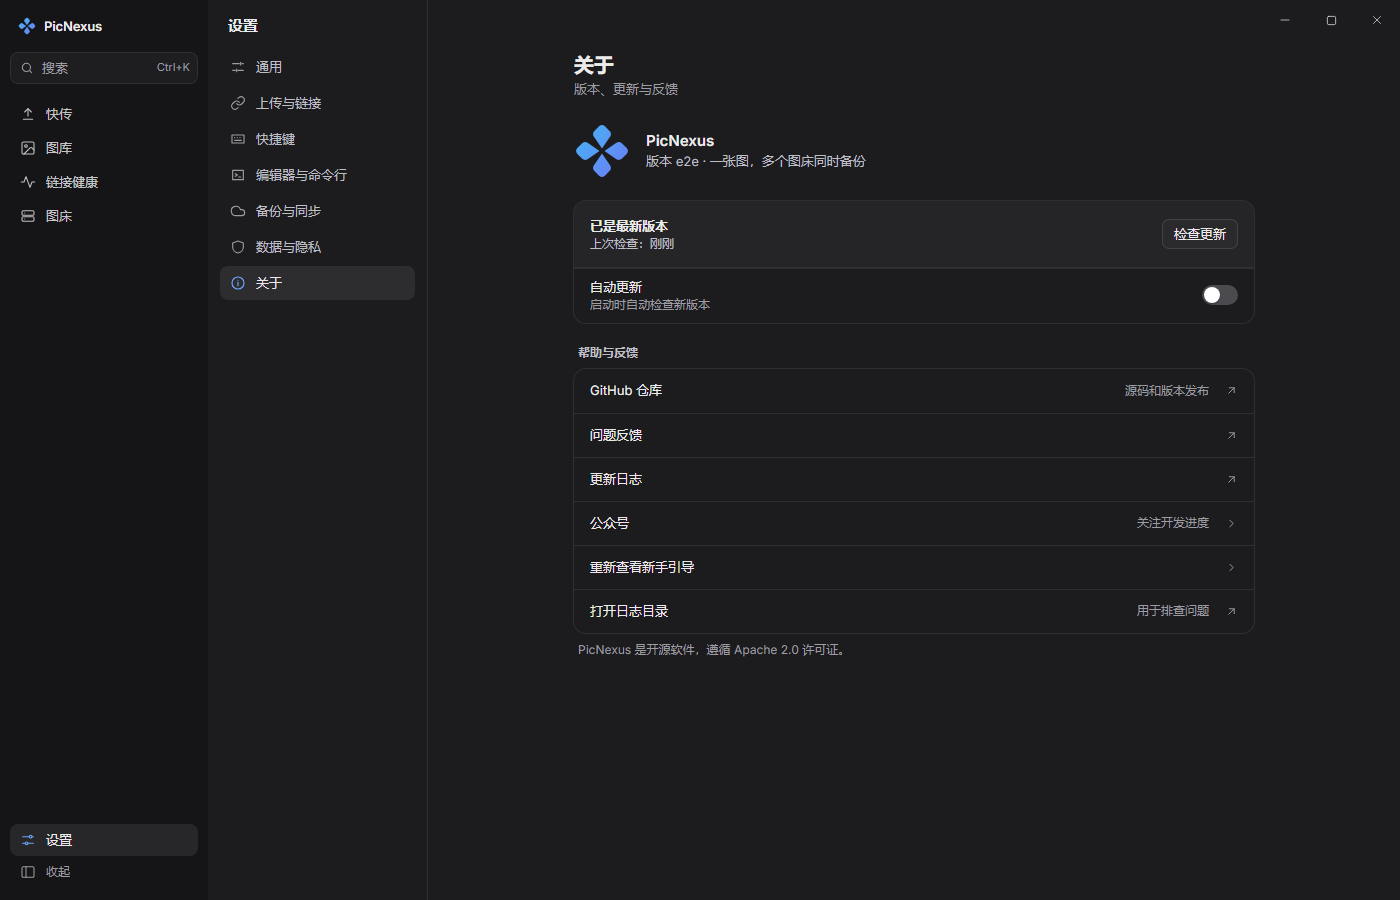 PicNexus
搜索 Ctrl+K
快传
图库
链接健康
图床
设置
收起
设置
通用
上传与链接
快捷键
编辑器与命令行
备份与同步
数据与隐私
关于
关于
版本、更新与反馈
PicNexus
版本 e2e · 一张图，多个图床同时备份
已是最新版本
上次检查：刚刚
检查更新
自动更新
启动时自动检查新版本
帮助与反馈
GitHub 仓库 源码和版本发布
问题反馈
更新日志
公众号 关注开发进度
重新查看新手引导
打开日志目录 用于排查问题
PicNexus 是开源软件，遵循 Apache 2.0 许可证。